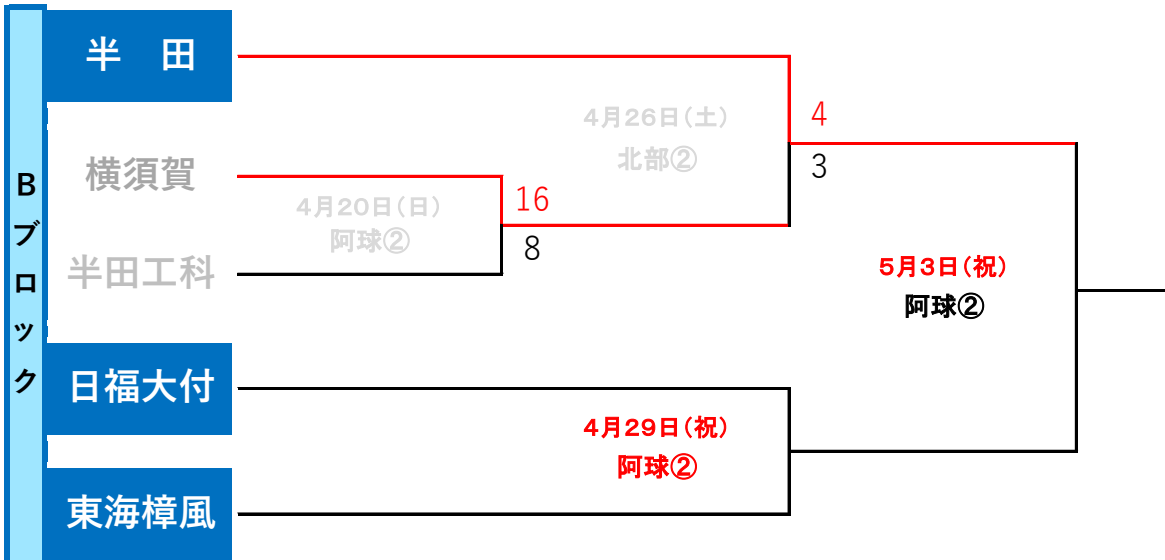 Bブロック
半　田
4月26日(土)
北部②
4
3
横須賀
4月20日(日)
阿球②
16
8
半田工科
5月3日(祝)
阿球②
日福大付
4月29日(祝)
阿球②
東海樟風